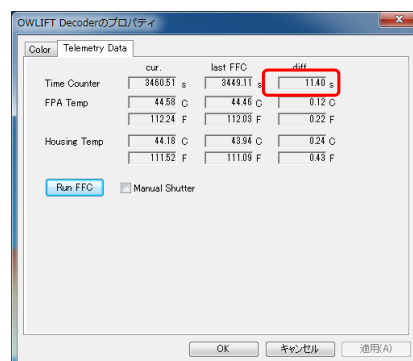 OWLIFT Decoderのプロパティ
Color Telemetry Data
cur. last FFC diff
Time Counter 3460.51 s 3449.11 s 11.40 s
FPA Temp 44.58 C 44.46 C 0.12 C
112.24 F 112.03 F 0.22 F
Housing Temp 44.18 C 43.94 C 0.24 C
111.52 F 111.09 F 0.43 F
Run FFC Manual Shutter
OK キャンセル 適用(A)